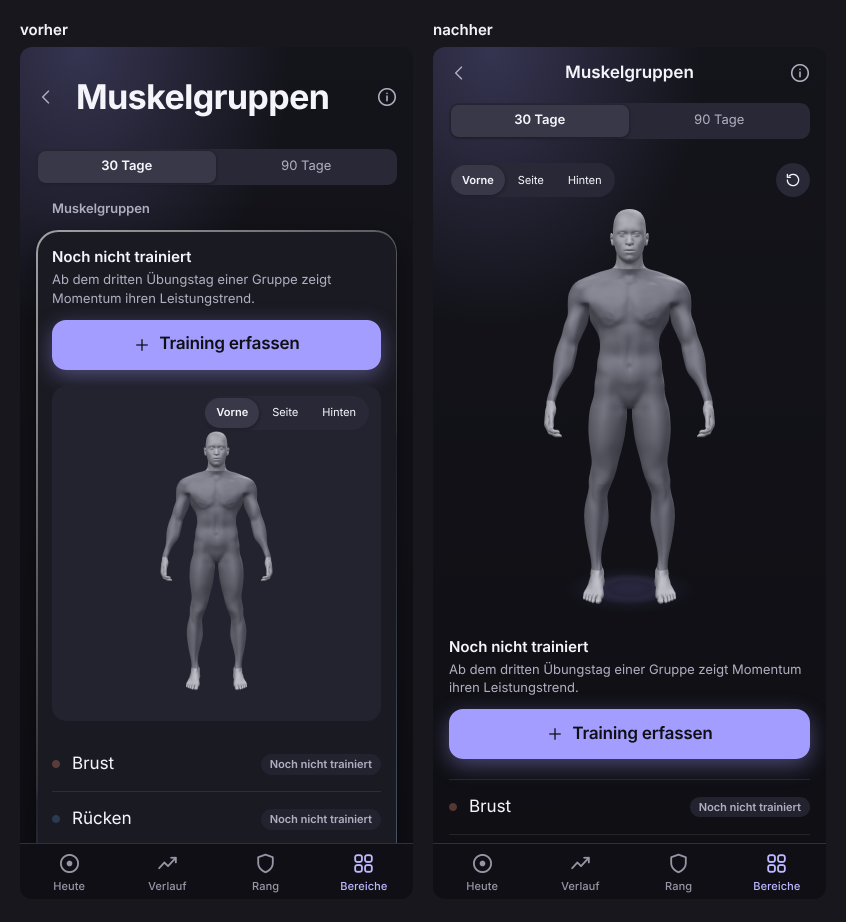 vorher
Muskelgruppen
30 Tage
90 Tage
Muskelgruppen
Noch nicht trainiert
Ab dem dritten Übungstag einer Gruppe zeigt
Momentum ihren Leistungstrend.
+ Training erfassen
Vorne
Seite
Hinten
Brust
Noch nicht trainiert
Rücken
Noch nicht trainiert
Heute
Verlauf
Rang
Bereiche
nachher
Muskelgruppen
30 Tage
90 Tage
Vorne
Seite
Hinten
Noch nicht trainiert
Ab dem dritten Übungstag einer Gruppe zeigt Momentum
ihren Leistungstrend.
+ Training erfassen
Brust
Noch nicht trainiert
Heute
Verlauf
Rang
Bereiche